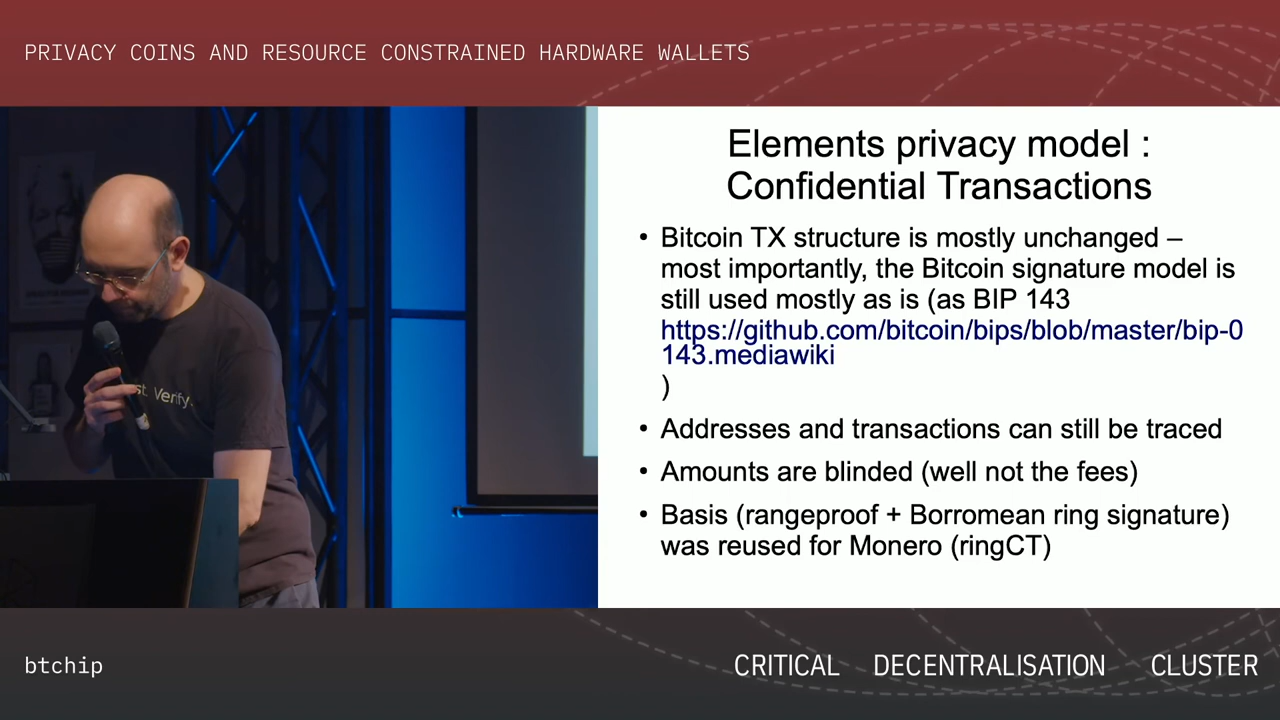 PRIVACY COINS AND RESOURCE CONSTRAINED HARDWARE WALLETS
st. Verify.
Elements privacy model :
Confidential Transactions
• Bitcoin TX structure is mostly unchanged –
most importantly, the Bitcoin signature model is
still used mostly as is (as BIP 143
https://github.com/bitcoin/bips/blob/master/bip-0
143.mediawiki
)
• Addresses and transactions can still be traced
• Amounts are blinded (well not the fees)
• Basis (rangeproof + Borromean ring signature)
was reused for Monero (ringCT)
btchip
CRITICAL DECENTRALISATION CLUSTER